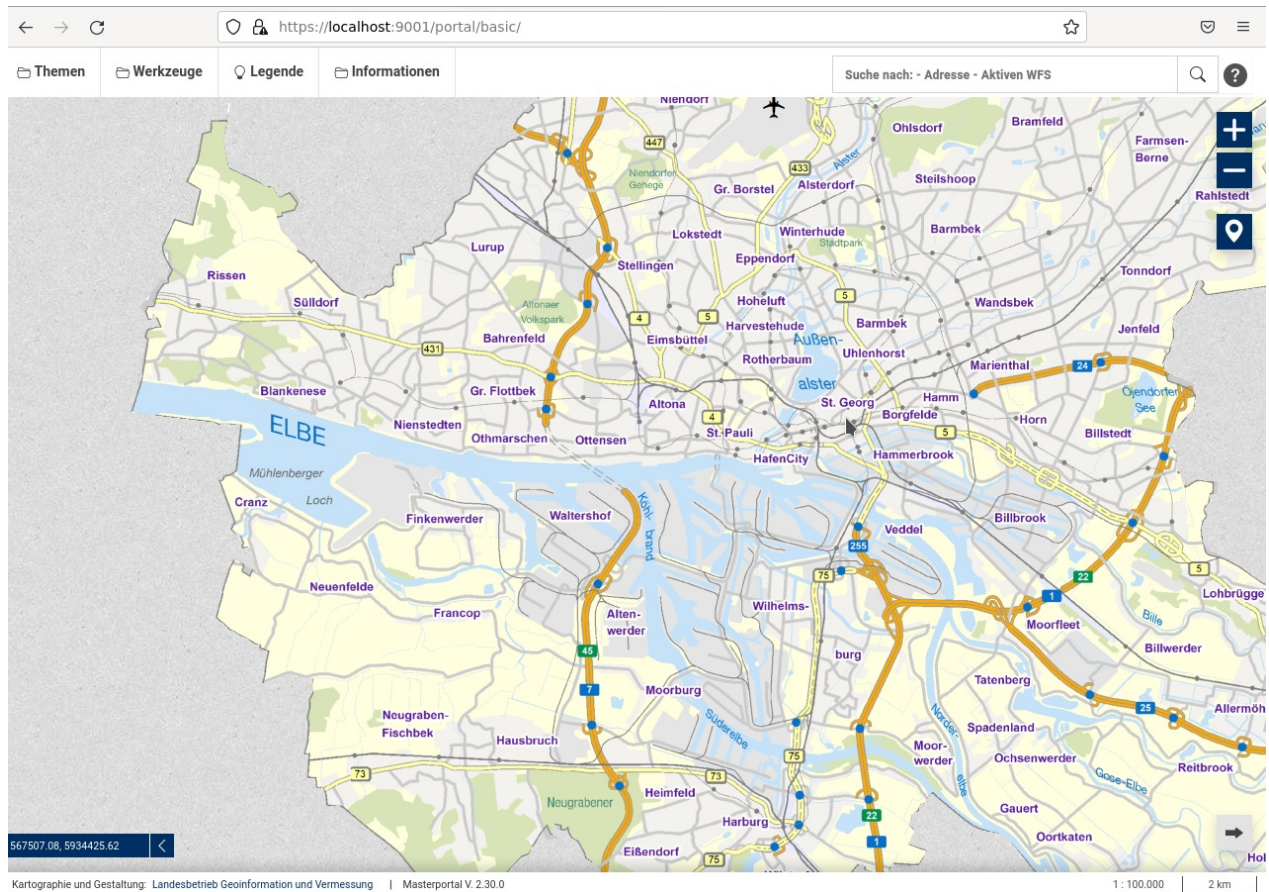 https://localhost:9001/portal/basic/
Themen
Werkzeuge
Legende
Informationen
Suche nach: - Adresse - Aktiven WFS
?
Niendorf
447
Niendorfer
Gehege
433
Alster
Ohlsdorf
Bramfeld
Farmsen-
Berne
Gr. Borstel
Alsterdorf
Steilshoop
Rahlstedt
Lurup
Lokstedt
Winterhude
Stadtpark
Barmbek
Rissen
Stellingen
Eppendorf
Tonndorf
Sülldorf
Altonaer
Volkspark
Hoheluft
5
Wandsbek
4
5
Harvestehude
Barmbek
Jenfeld
Bahrenfeld
Eimsbüttel
Außen-
alster
431
Rotherbaum
Uhlenhorst
Marienthal
24
Blankenese
Gr. Flottbek
Altona
St. Georg
Hamm
Öjendorfer
See
4
Borgfelde
Horn
ELBE
Nienstedten
Othmarschen
Ottensen
St. Pauli
5
Billstedt
Mühlenberger
Loch
HafenCity
Hammerbrook
Cranz
Finkenwerder
Waltershof
Köhl-
brand
Veddel
Billbrook
255
5
Neuenfelde
75
22
Lohbrügge
Francop
Alten-
werder
Wilhelms-
burg
1
Moorfleet
Bille
45
Billwerder
7
Moorburg
Tatenberg
25
Allermöh
Neugraben-
Fischbek
Süderelbe
Norder-
elbe
Spadenland
Hausbruch
75
Moor-
werder
Ochsenwerder
Reitbrook
73
73
Gose-Elbe
Neugrabener
Heimfeld
Gauert
22
Harburg
Oortkaten
1
Eißendorf
75
567507.08, 5934425.62
Kartographie und Gestaltung: Landesbetrieb Geoinformation und Vermessung | Masterportal V. 2.30.0
1 : 100.000
2 km